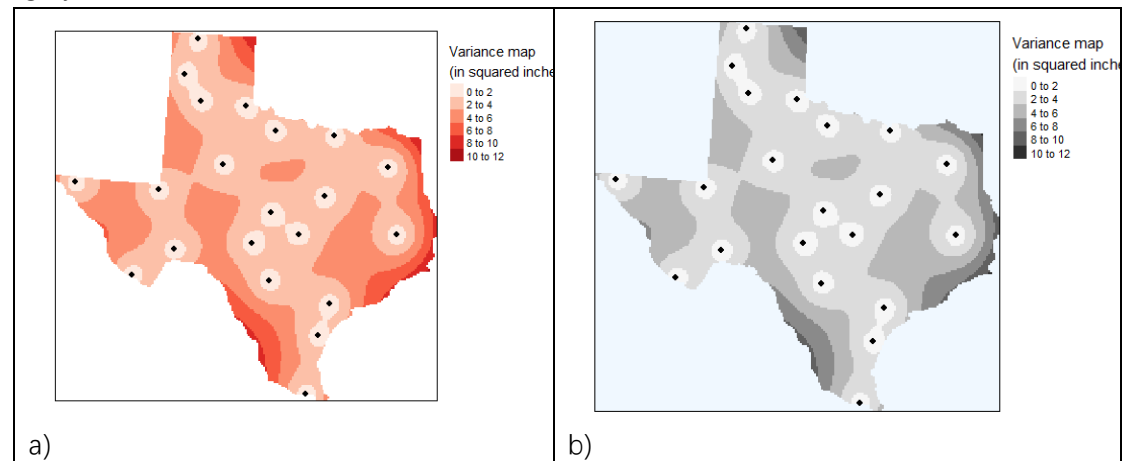 Variance map
(in squared inche
0 to 2
2 to 4
4 to 6
6 to 8
8 to 10
10 to 12
a)
Variance map
(in squared inche
0 to 2
2 to 4
4 to 6
6 to 8
8 to 10
10 to 12
b)